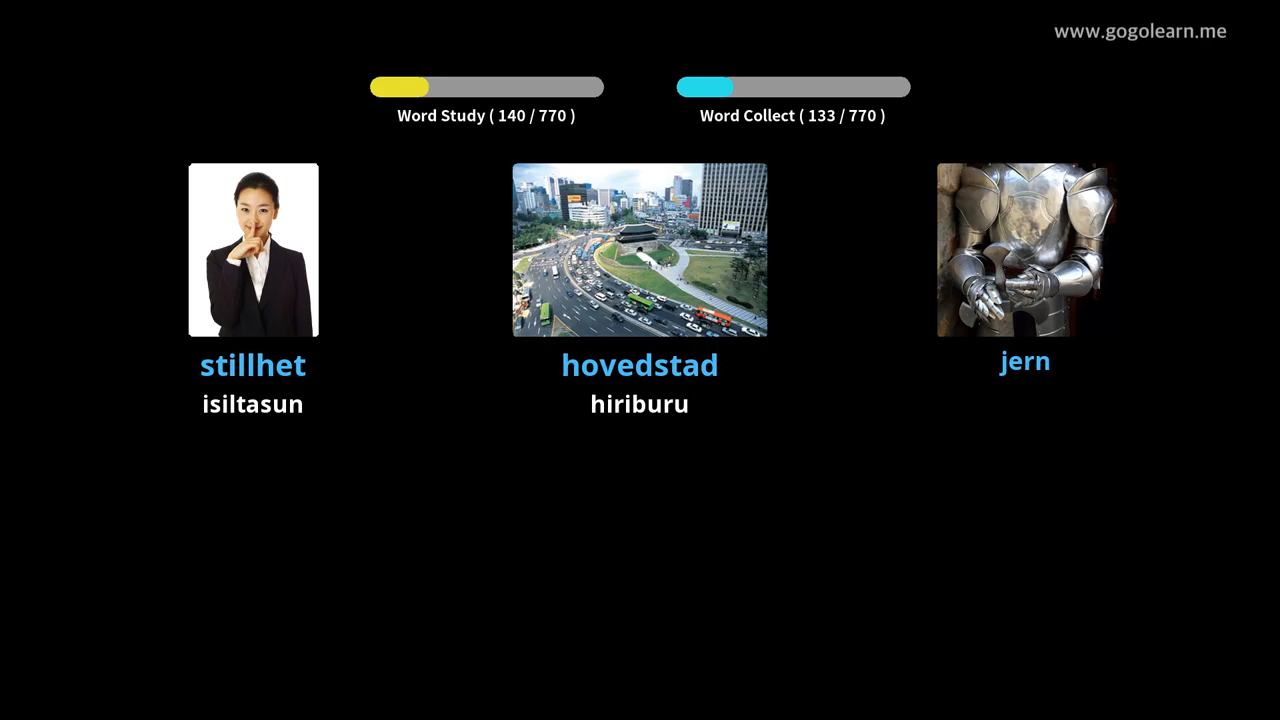 www.gogolearn.me
Word Study ( 140 / 770 )
Word Collect ( 133 / 770 )
stillhet
isiltasun
hovedstad
hiriburu
jern